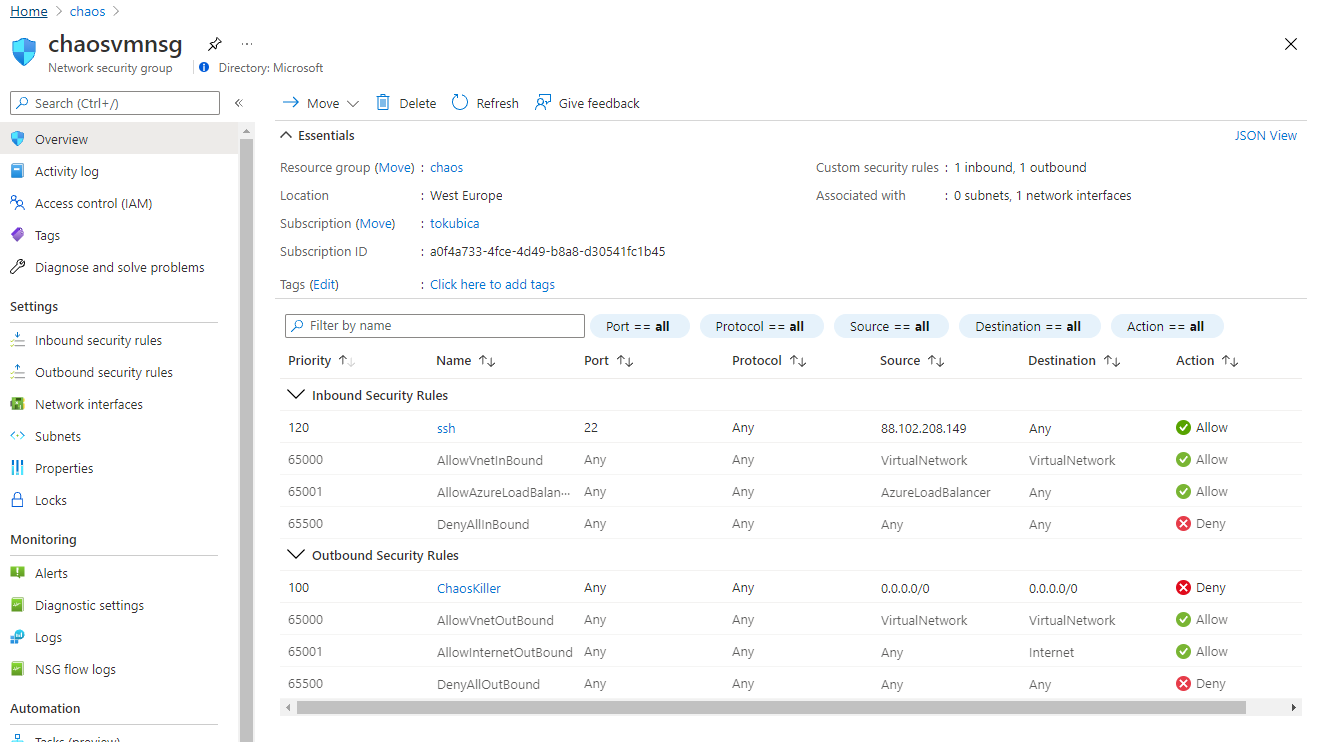 Home > chaos >
chaosvmnsg ...
Network security group | Directory: Microsoft
Search (Ctrl+/) «
Overview
Activity log
Access control (IAM)
Tags
Diagnose and solve problems
Settings
Inbound security rules
Outbound security rules
Network interfaces
Subnets
Properties
Locks
Monitoring
Alerts
Diagnostic settings
Logs
NSG flow logs
Automation
Tasks (preview)
Move Delete Refresh Give feedback
Essentials JSON View
Resource group (Move) : chaos
Location : West Europe
Subscription (Move) : tokubica
Subscription ID : a0f4a733-4fce-4d49-b8a8-d30541fc1b45
Tags (Edit) : Click here to add tags
Custom security rules : 1 inbound, 1 outbound
Associated with : 0 subnets, 1 network interfaces
Filter by name Port == all Protocol == all Source == all Destination == all Action == all
Priority Name Port Protocol Source Destination Action
Inbound Security Rules
120 ssh 22 Any 88.102.208.149 Any Allow
65000 AllowVnetInBound Any Any VirtualNetwork VirtualNetwork Allow
65001 AllowAzureLoadBalan··· Any Any AzureLoadBalancer Any Allow
65500 DenyAllInBound Any Any Any Any Deny
Outbound Security Rules
100 ChaosKiller Any Any 0.0.0.0/0 0.0.0.0/0 Deny
65000 AllowVnetOutBound Any Any VirtualNetwork VirtualNetwork Allow
65001 AllowInternetOutBound Any Any Any Internet Allow
65500 DenyAllOutBound Any Any Any Any Deny